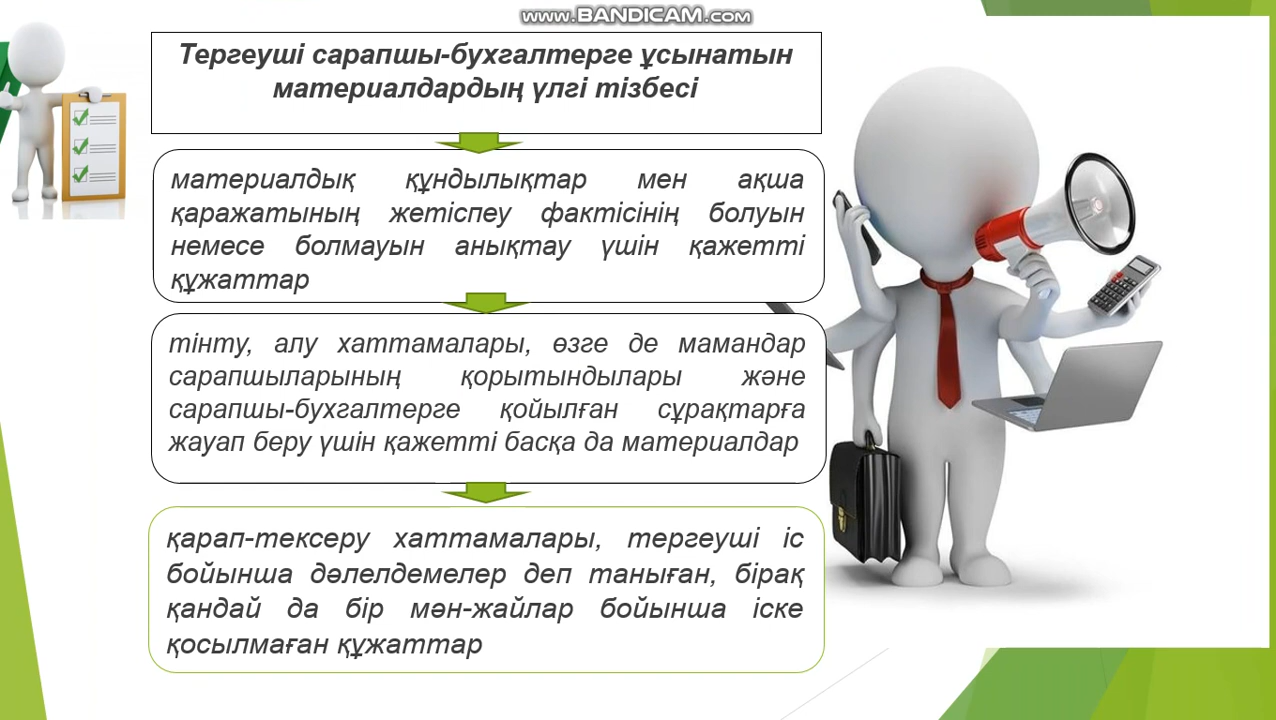 www.BANDICAM.com
Тергеуші сарапшы-бухгалтерге ұсынатын
материалдардың үлгі тізбесі
материалдық құндылықтар мен ақша
қаражатының жетіспеу фактісінің болуын
немесе болмауын анықтау үшін қажетті
құжаттар
тінту, алу хаттамалары, өзге де мамандар
сарапшыларының қорытындылары және
сарапшы-бухгалтерге қойылған сұрақтарға
жауап беру үшін қажетті басқа да материалдар
қарап-тексеру хаттамалары, тергеуші іс
бойынша дәлелдемелер деп таныған, бірақ
қандай да бір мән-жайлар бойынша іске
қосылмаған құжаттар